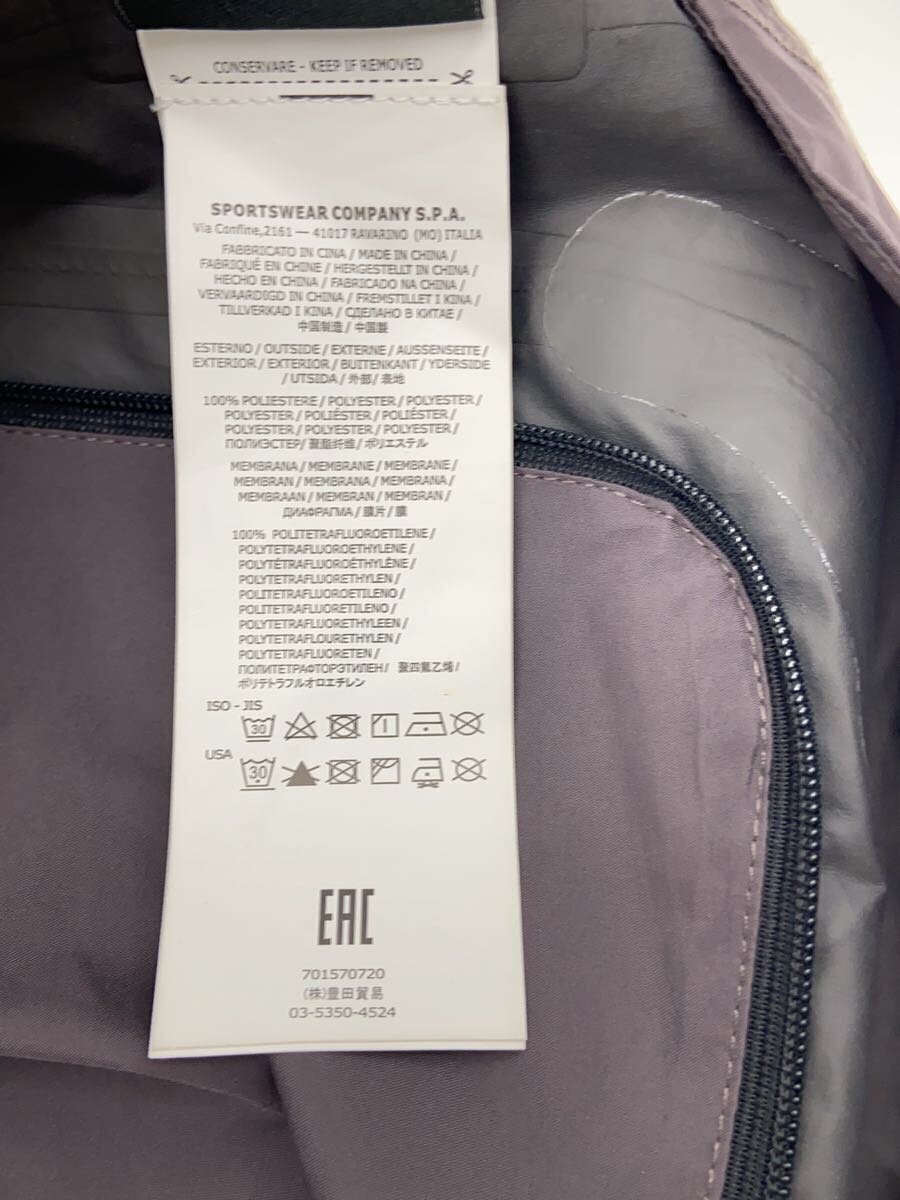 CONSERVARE - KEEP IF REMOVED
SPORTSWEAR COMPANY S.P.A.
Via Confine,2161 — 41017 RAVARINO (MO) ITALIA
FABBRICATO IN CINA / MADE IN CHINA /
FABRIQUÉ EN CHINE / HERGESTELLT IN CHINA /
HECHO EN CHINA / FABRICADO NA CHINA /
VERVAARDIGD IN CHINA / FREMSTILLET I KINA /
TILLVERKAD I KINA / СДЕЛАНО В КИТАЕ /
中国制造 / 中国製
ESTERNO / OUTSIDE / EXTERNE / AUSSENSEITE /
EXTERIOR / EXTERIOR / BUITENKANT / YDERSIDE
/ UTSIDA / 外部 / 表地
100% POLIESTERE / POLYESTER / POLYESTER /
POLYESTER / POLIÉSTER / POLIÉSTER /
POLYESTER / POLYESTER / POLYESTER /
ПОЛИЭСТЕР/ 聚酯纤维 / ポリエステル
MEMBRANA / MEMBRANE / MEMBRANE /
MEMBRAN / MEMBRANA / MEMBRANA /
MEMBRAAN / MEMBRAN / MEMBRAN /
ДИАФРАГМА / 膜片 / 膜
100% POLITETRAFLUOROETILENE /
POLYTETRAFLUOROETHYLENE /
POLYTÉTRAFLUOROÉTHYLÈNE /
POLYTETRAFLUORETHYLEN /
POLITETRAFLUOROETILENO /
POLITETRAFLUORETILENO /
POLYTETRAFLUORETHYLEEN /
POLYTETRAFLOURETHYLEN /
POLYTETRAFLUORETEN /
ПОЛИТЕТРАФТОРЭТИЛЕН / 聚四氟乙烯 /
ポリテトラフルオロエチレン
ISO - JIS
30
USA
30
EAC
701570720
(株)豊田貿易
03-5350-4524